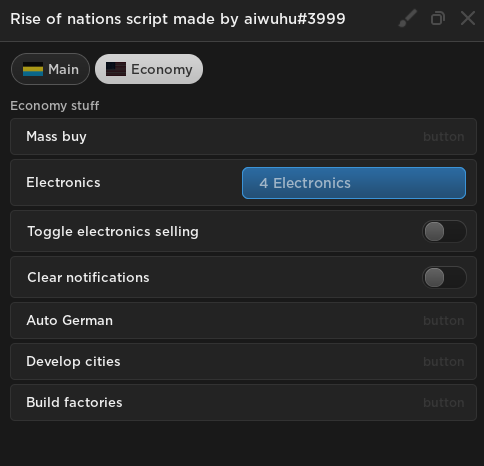 Rise of nations script made by aiwuhu#3999
Main
Economy
Economy stuff
Mass buy
button
Electronics
4 Electronics
Toggle electronics selling
Clear notifications
Auto German
button
Develop cities
button
Build factories
button